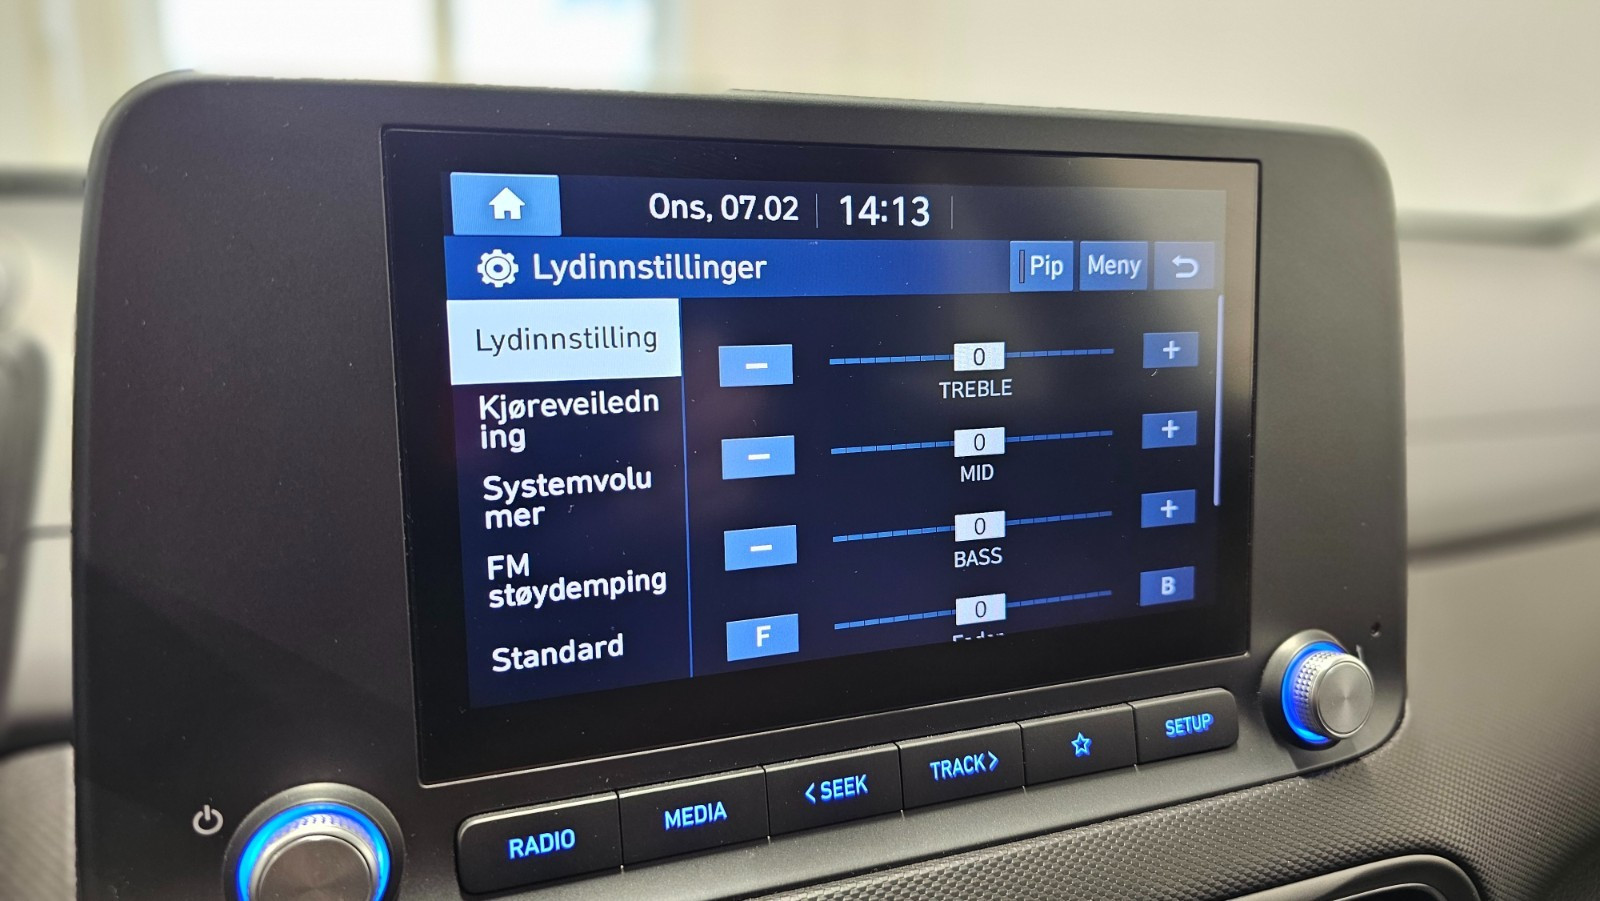 Ons, 07.02 14:13
Lydinnstillinger
Pip Meny
Lydinnstilling
Kjøreveiledn
ing
Systemvolu
mer
FM
støydemping
Standard
− 0 +
TREBLE
− 0 +
MID
− 0 +
BASS
F 0 B
Fader
RADIO MEDIA < SEEK TRACK > SETUP